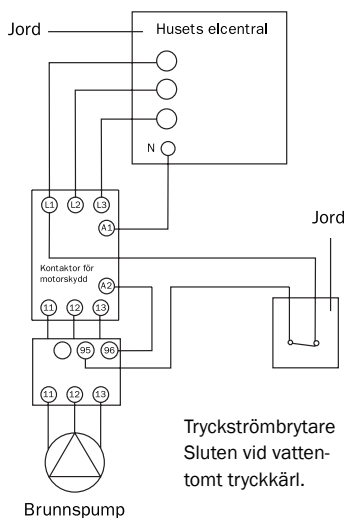 Jord
Husets elcentral
N
L1 L2 L3
A1
Jord
Kontaktor för
motorskydd
A2
11 12 13
95 96
11 12 13
Tryckströmbrytare
Sluten vid vatten-
tomt tryckkärl.
Brunnspump